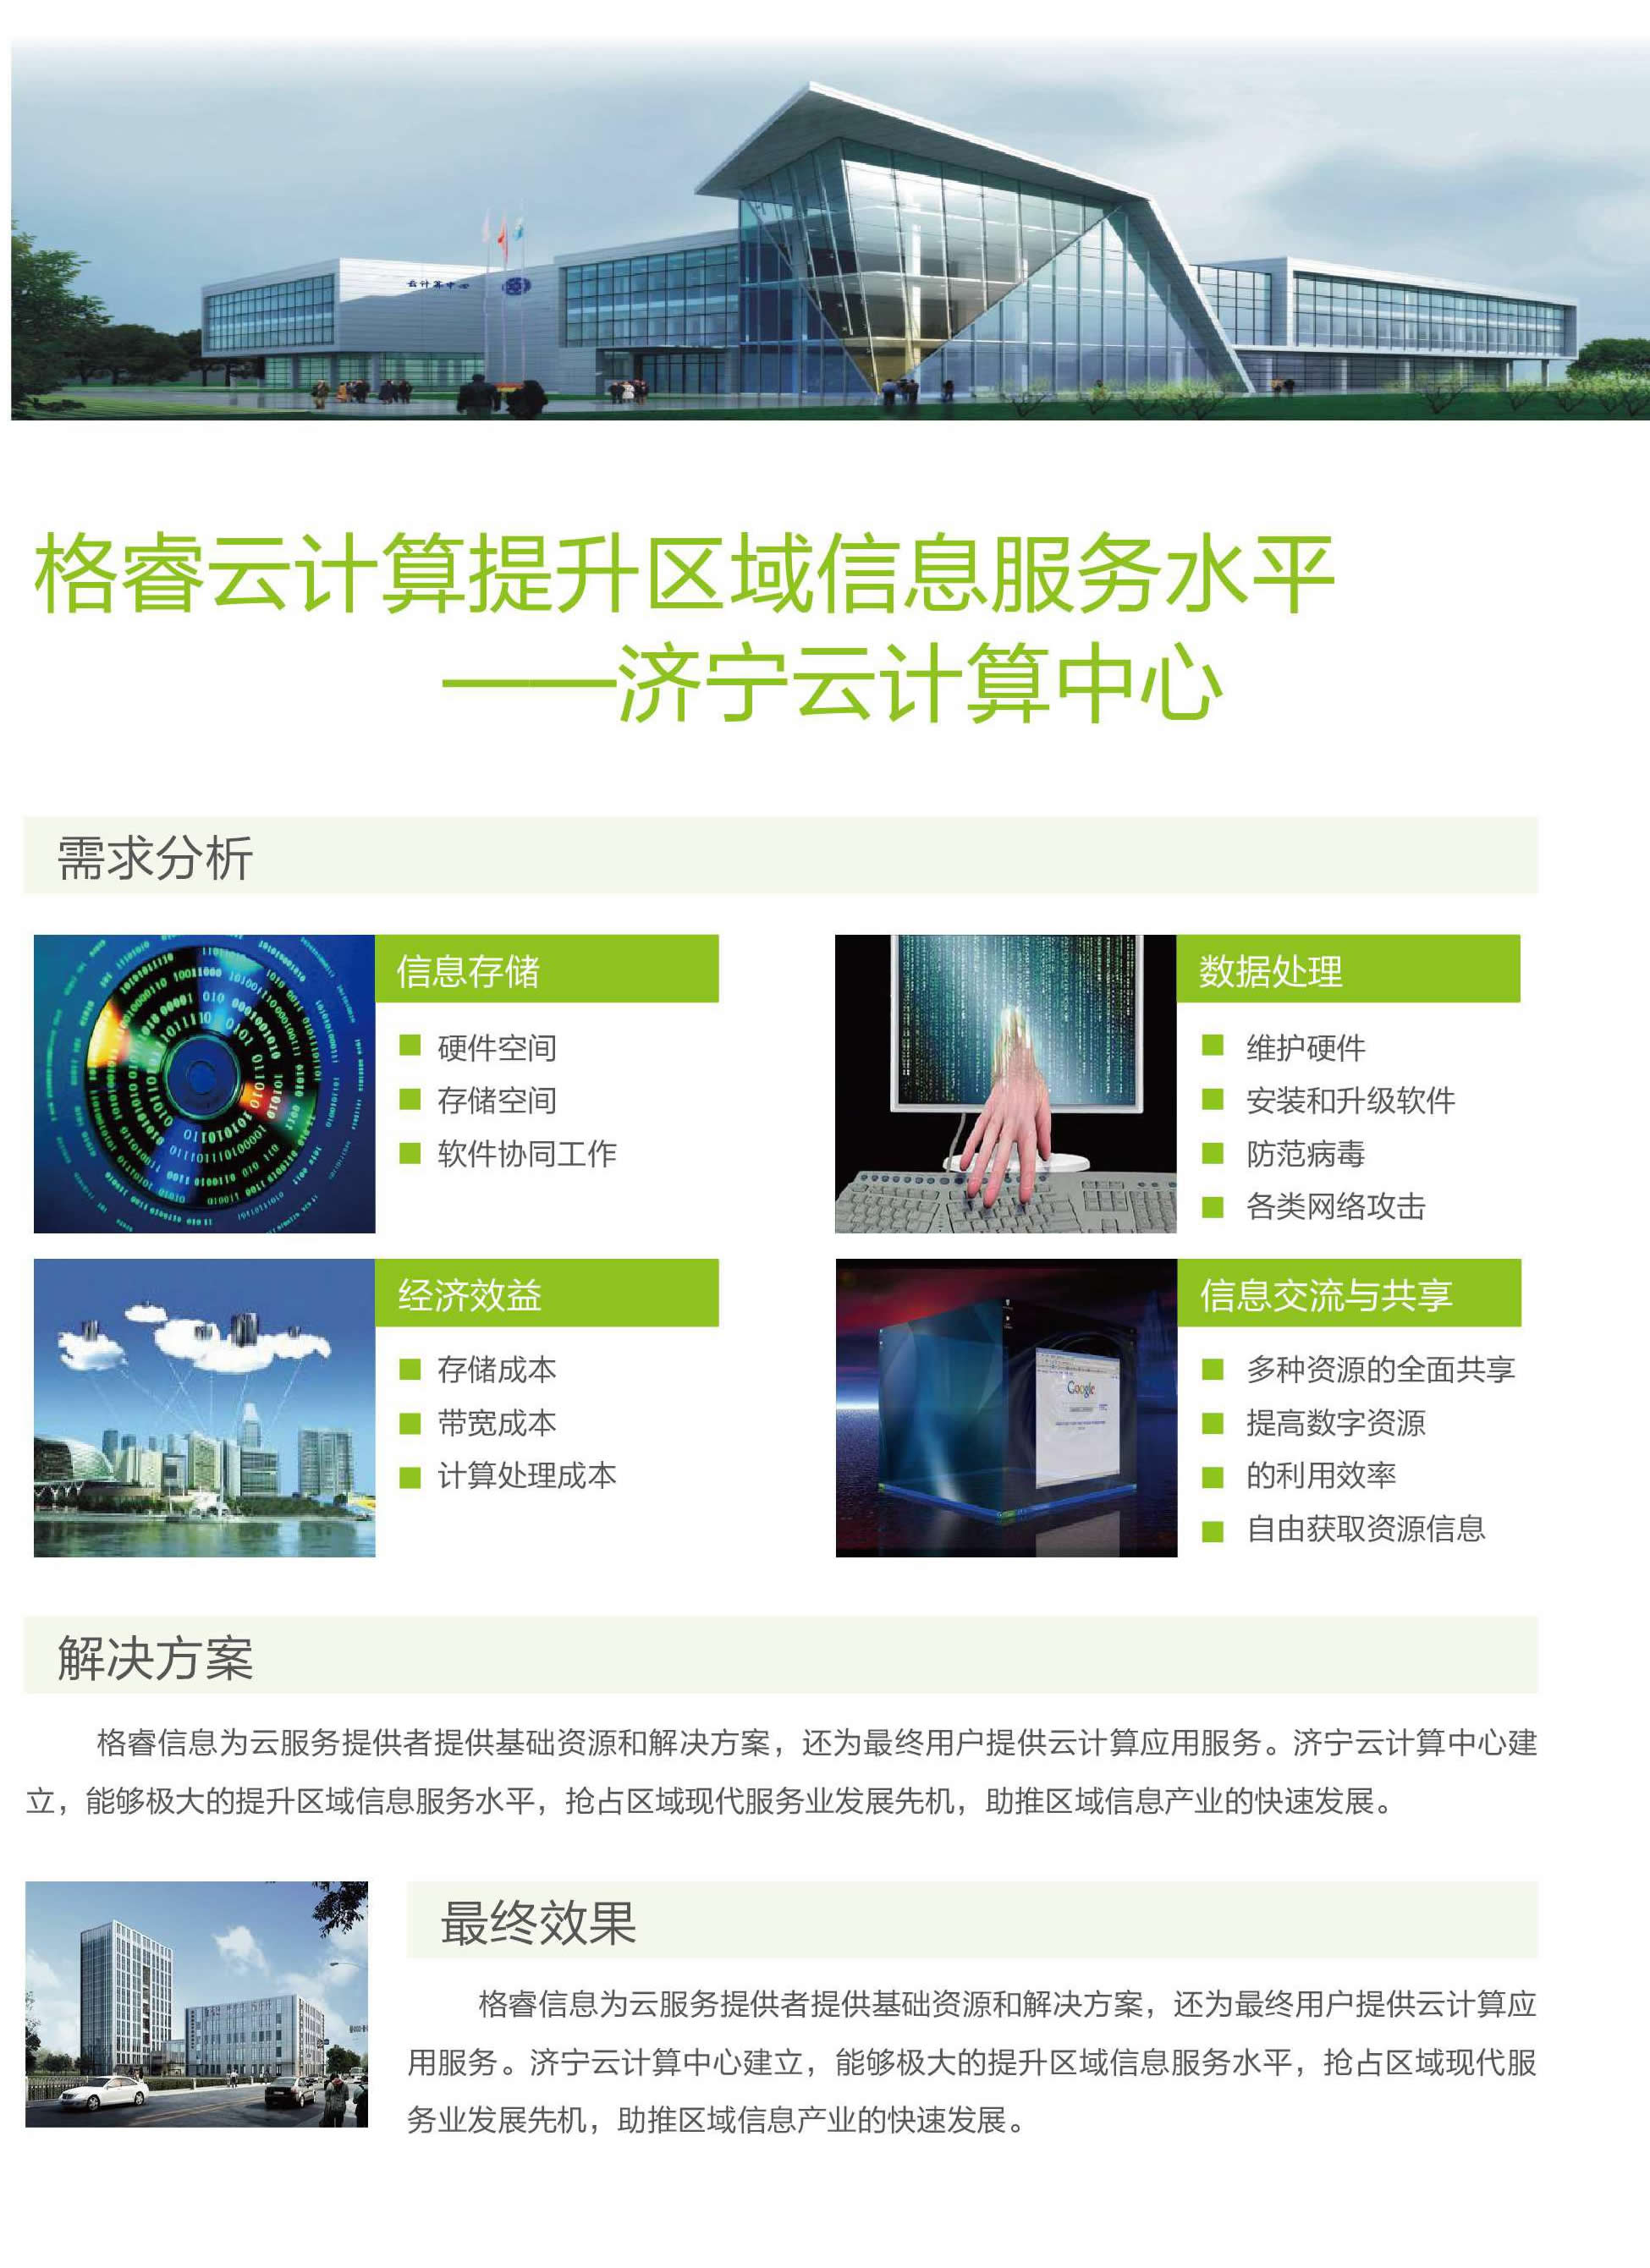 云计算中心
格睿云计算提升区域信息服务水平
——济宁云计算中心
需求分析
信息存储
硬件空间
存储空间
软件协同工作
数据处理
维护硬件
安装和升级软件
防范病毒
各类网络攻击
经济效益
存储成本
带宽成本
计算处理成本
信息交流与共享
Google
多种资源的全面共享
提高数字资源
的利用效率
自由获取资源信息
解决方案
格睿信息为云服务提供者提供基础资源和解决方案，还为最终用户提供云计算应用服务。济宁云计算中心建
立，能够极大的提升区域信息服务水平，抢占区域现代服务业发展先机，助推区域信息产业的快速发展。
最终效果
格睿信息为云服务提供者提供基础资源和解决方案，还为最终用户提供云计算应
用服务。济宁云计算中心建立，能够极大的提升区域信息服务水平，抢占区域现代服
务业发展先机，助推区域信息产业的快速发展。